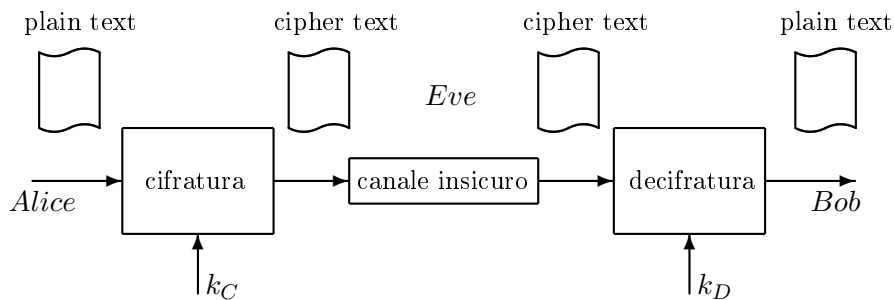 plain text cipher text cipher text plain text
Eve
cifratura canale insicuro decifratura
Alice Bob
k_C k_D